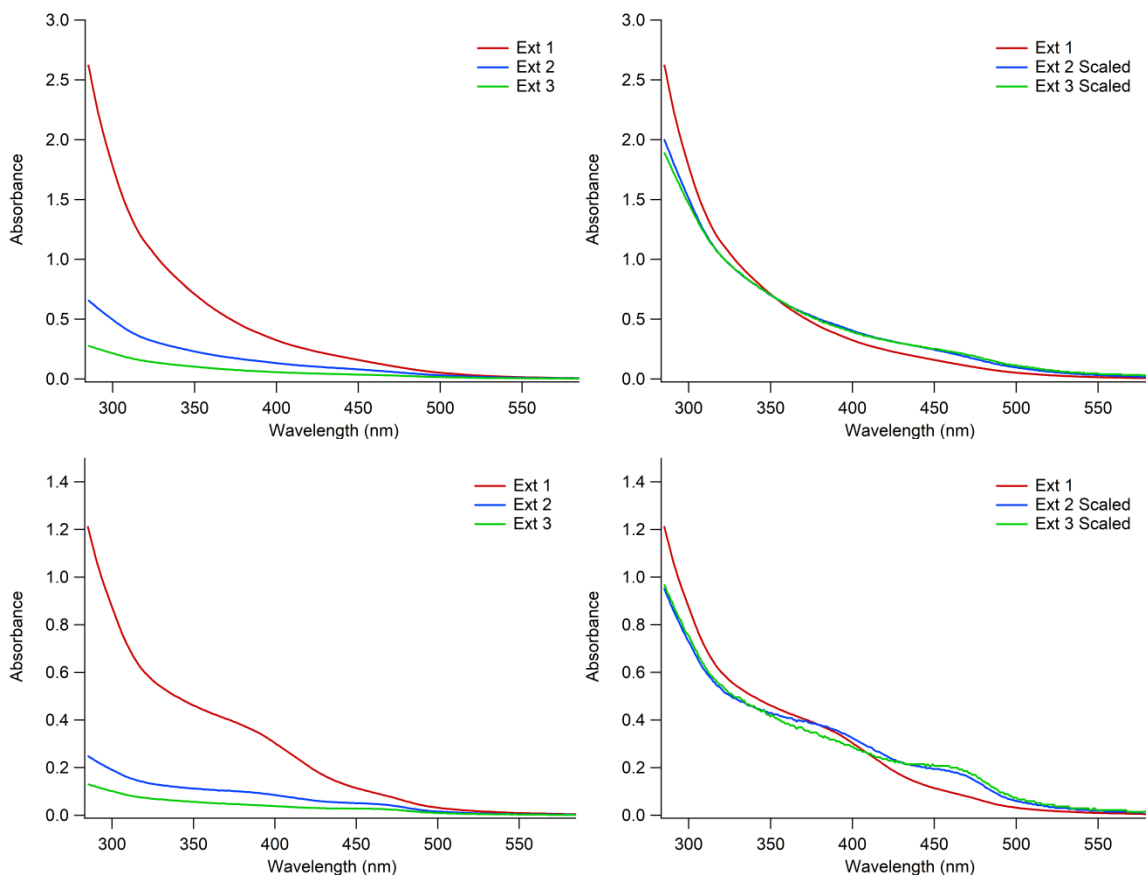 3.0
2.5
2.0
1.5
1.0
0.5
0.0
Absorbance
300 350 400 450 500 550
Wavelength (nm)
Ext 1
Ext 2
Ext 3
3.0
2.5
2.0
1.5
1.0
0.5
0.0
Absorbance
300 350 400 450 500 550
Wavelength (nm)
Ext 1
Ext 2 Scaled
Ext 3 Scaled
1.4
1.2
1.0
0.8
0.6
0.4
0.2
0.0
Absorbance
300 350 400 450 500 550
Wavelength (nm)
Ext 1
Ext 2
Ext 3
1.4
1.2
1.0
0.8
0.6
0.4
0.2
0.0
Absorbance
300 350 400 450 500 550
Wavelength (nm)
Ext 1
Ext 2 Scaled
Ext 3 Scaled